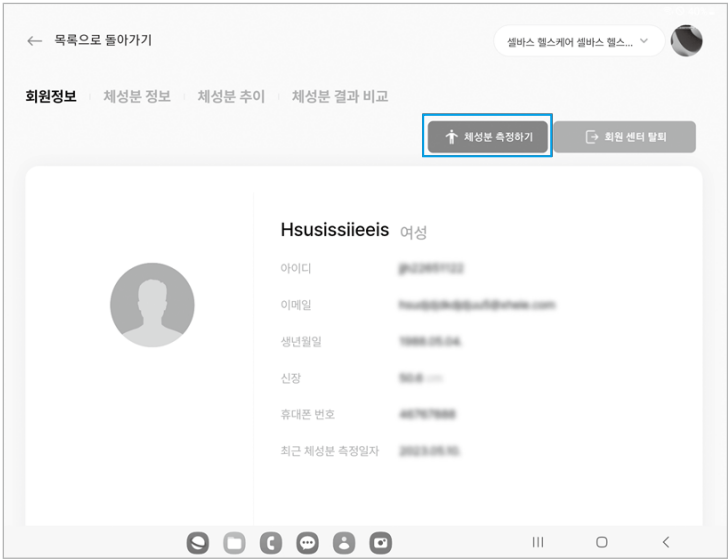 목록으로 돌아가기
셀바스 헬스케어 셀바스 헬스...
회원정보 체성분 정보 체성분 추이 체성분 결과 비교
체성분 측정하기 회원 센터 탈퇴
Hsusissiieeis 여성
아이디
이메일
생년월일
신장
휴대폰 번호
최근 체성분 측정일자